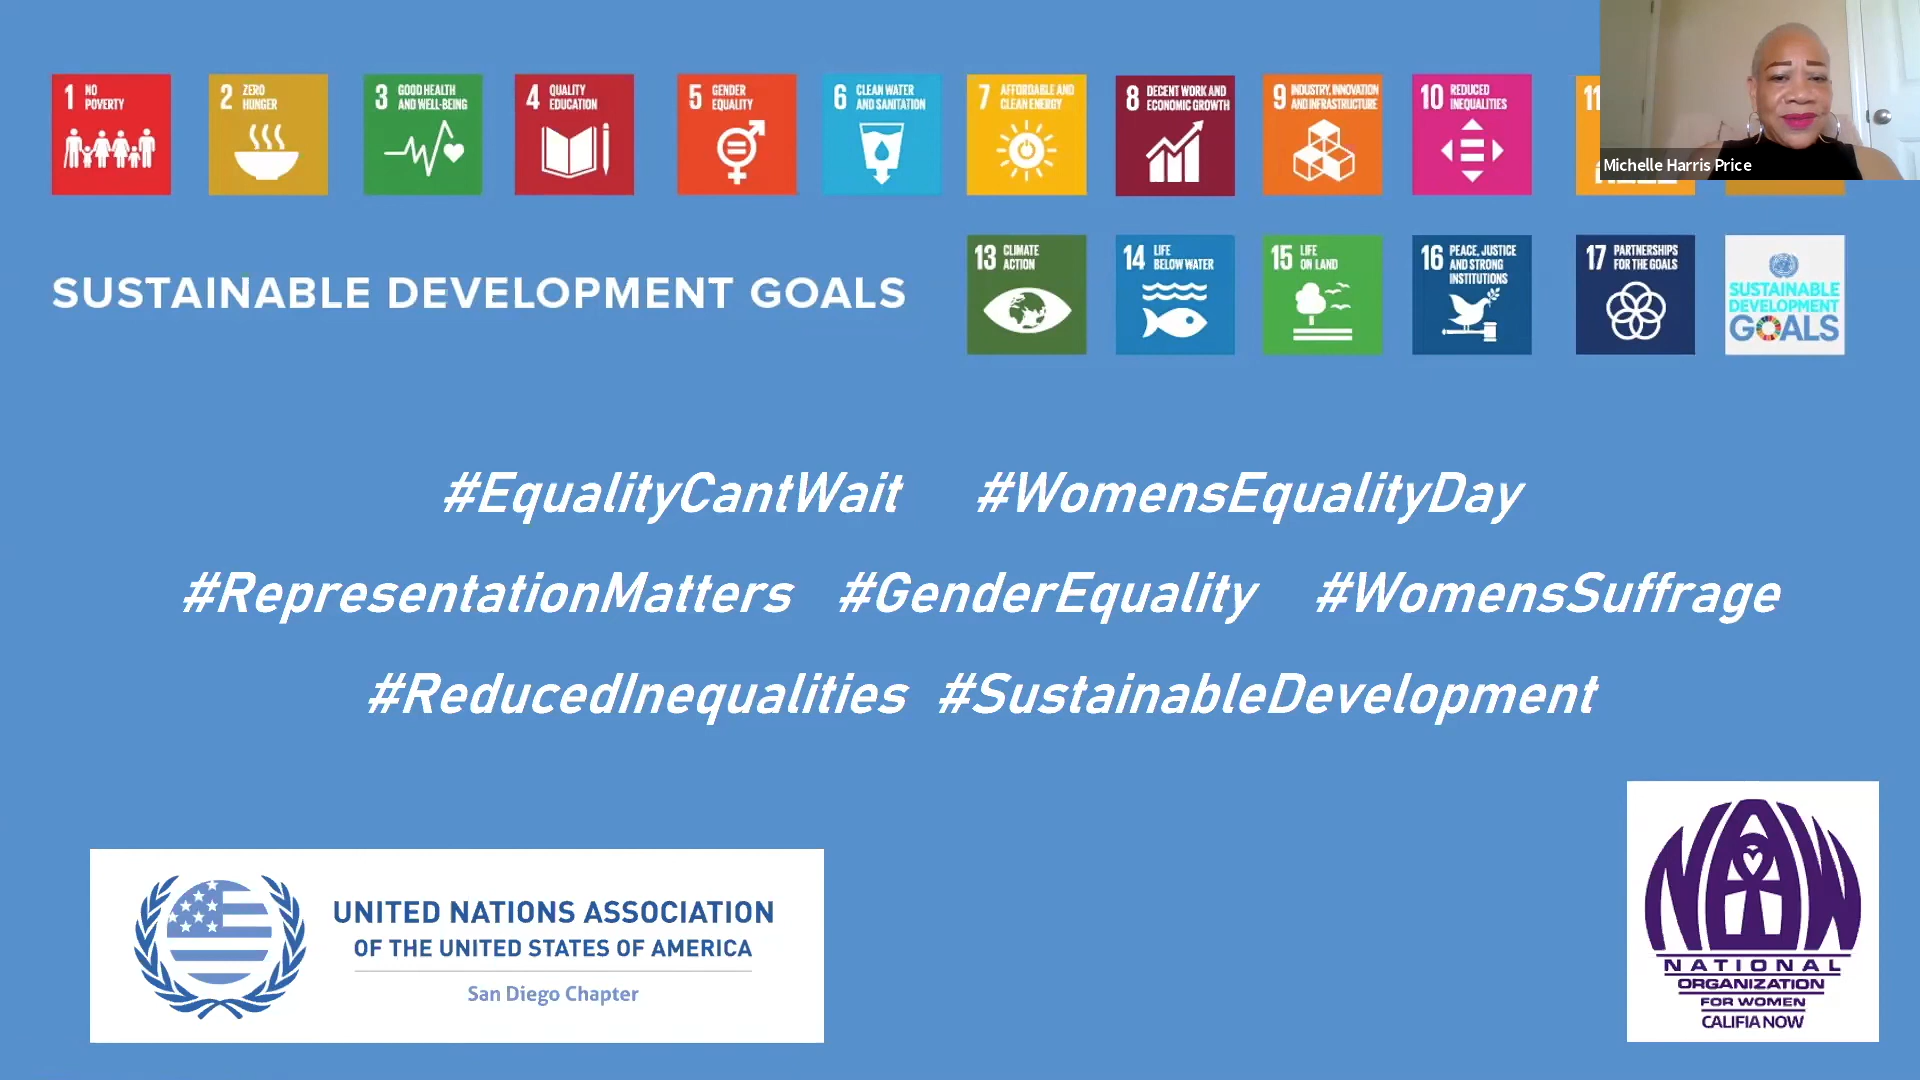 1 NO
POVERTY
2 ZERO
HUNGER
3 GOOD HEALTH
AND WELL-BEING
4 QUALITY
EDUCATION
5 GENDER
EQUALITY
6 CLEAN WATER
AND SANITATION
7 AFFORDABLE AND
CLEAN ENERGY
8 DECENT WORK AND
ECONOMIC GROWTH
9 INDUSTRY, INNOVATION
AND INFRASTRUCTURE
10 REDUCED
INEQUALITIES
11
Michelle Harris Price
SUSTAINABLE DEVELOPMENT GOALS
13 CLIMATE
ACTION
14 LIFE
BELOW WATER
15 LIFE
ON LAND
16 PEACE, JUSTICE
AND STRONG
INSTITUTIONS
17 PARTNERSHIPS
FOR THE GOALS
SUSTAINABLE
DEVELOPMENT
GOALS
#EqualityCantWait #WomensEqualityDay
#RepresentationMatters #GenderEquality #WomensSuffrage
#ReducedInequalities #SustainableDevelopment
UNITED NATIONS ASSOCIATION
OF THE UNITED STATES OF AMERICA
San Diego Chapter
NOW
NATIONAL
ORGANIZATION
FOR WOMEN
CALIFIA NOW